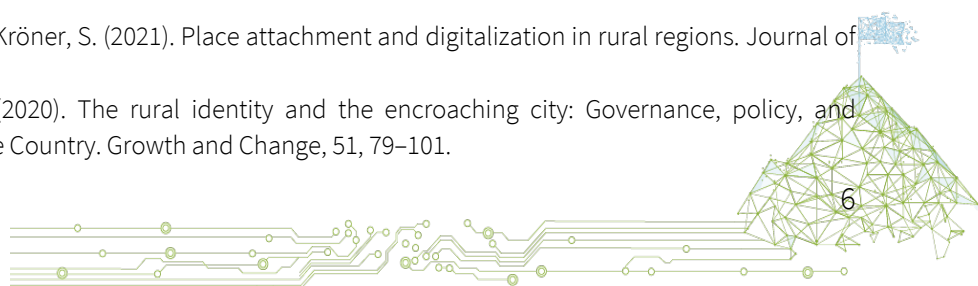 Kröner, S. (2021). Place attachment and digitalization in rural regions. Journal of
(2020). The rural identity and the encroaching city: Governance, policy, and
e Country. Growth and Change, 51, 79–101.
6